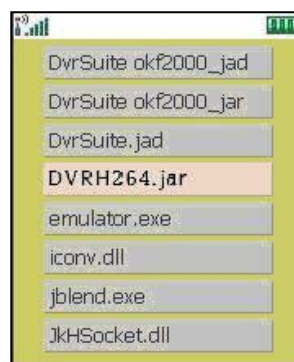 DvrSuite okf2000_jad
DvrSuite okf2000_jar
DvrSuite.jad
DVRH264.jar
emulator.exe
iconv.dll
jblend.exe
JkHSocket.dll